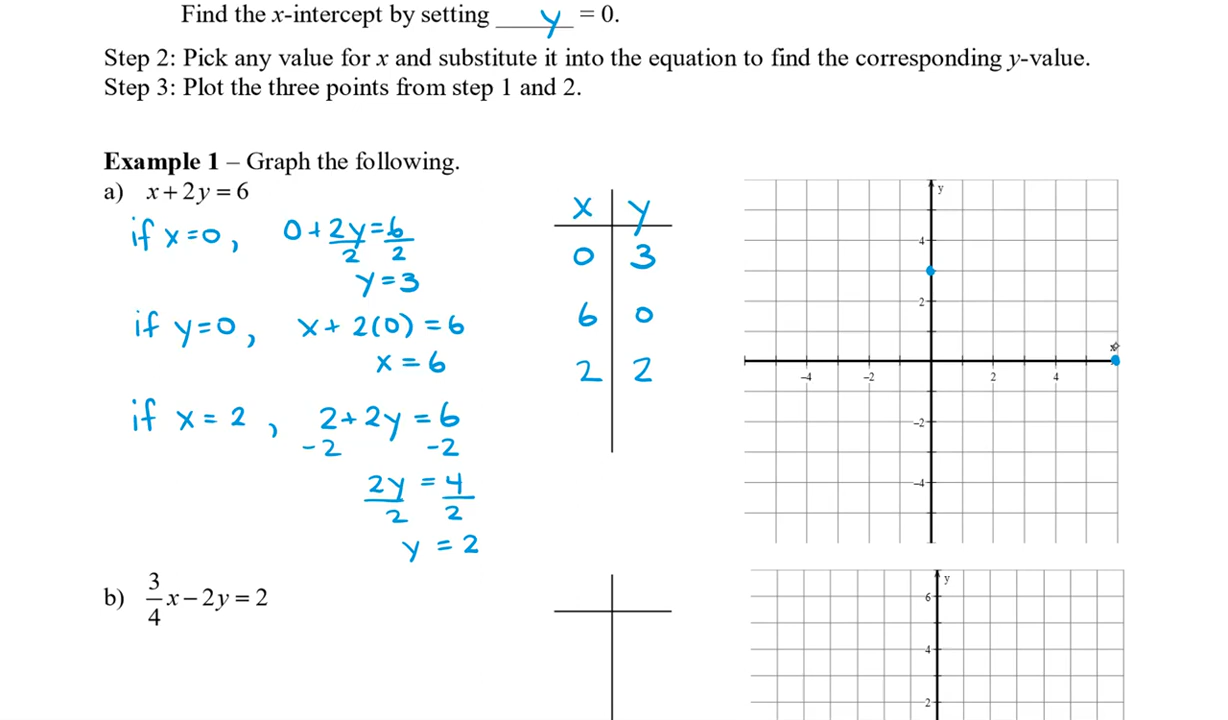 Find the x-intercept by setting y = 0.
Step 2: Pick any value for x and substitute it into the equation to find the corresponding y-value.
Step 3: Plot the three points from step 1 and 2.
Example 1 – Graph the following.
a) x + 2y = 6
if x = 0, 0 + 2y/2 = 6/2
y = 3
if y = 0, x + 2(0) = 6
x = 6
if x = 2, 2 + 2y = 6
-2 -2
2y/2 = 4/2
y = 2
x y
0 3
6 0
2 2
y
4
2
-4 -2 2 4
x
-2
-4
b) 3/4 x − 2y = 2
y
6
4
2